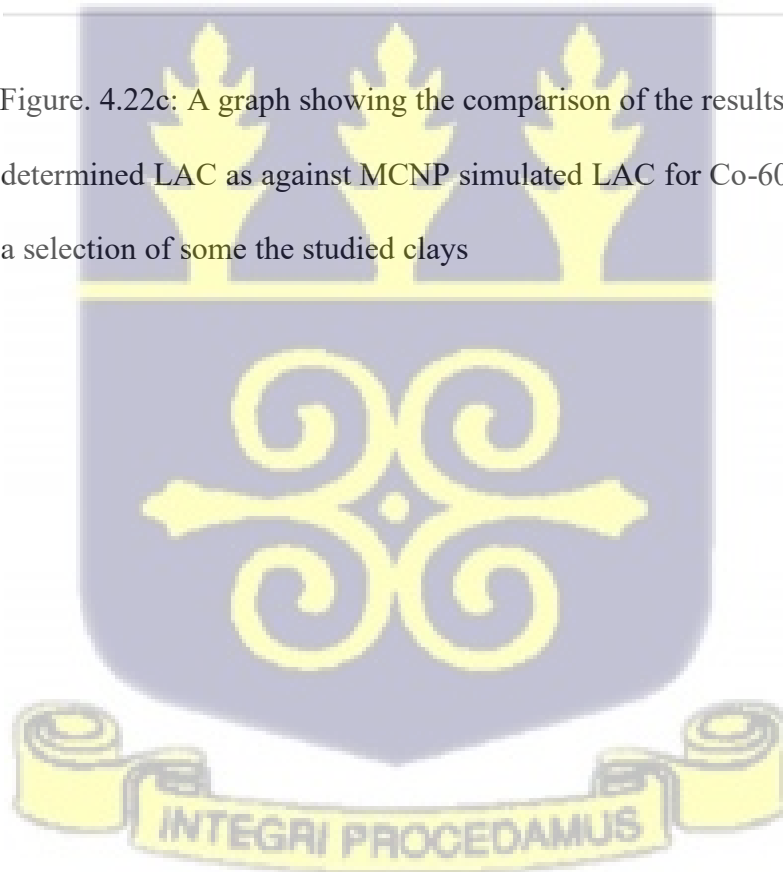 Figure. 4.22c: A graph showing the comparison of the results
determined LAC as against MCNP simulated LAC for Co-60
a selection of some the studied clays
INTEGRI PROCEDAMUS